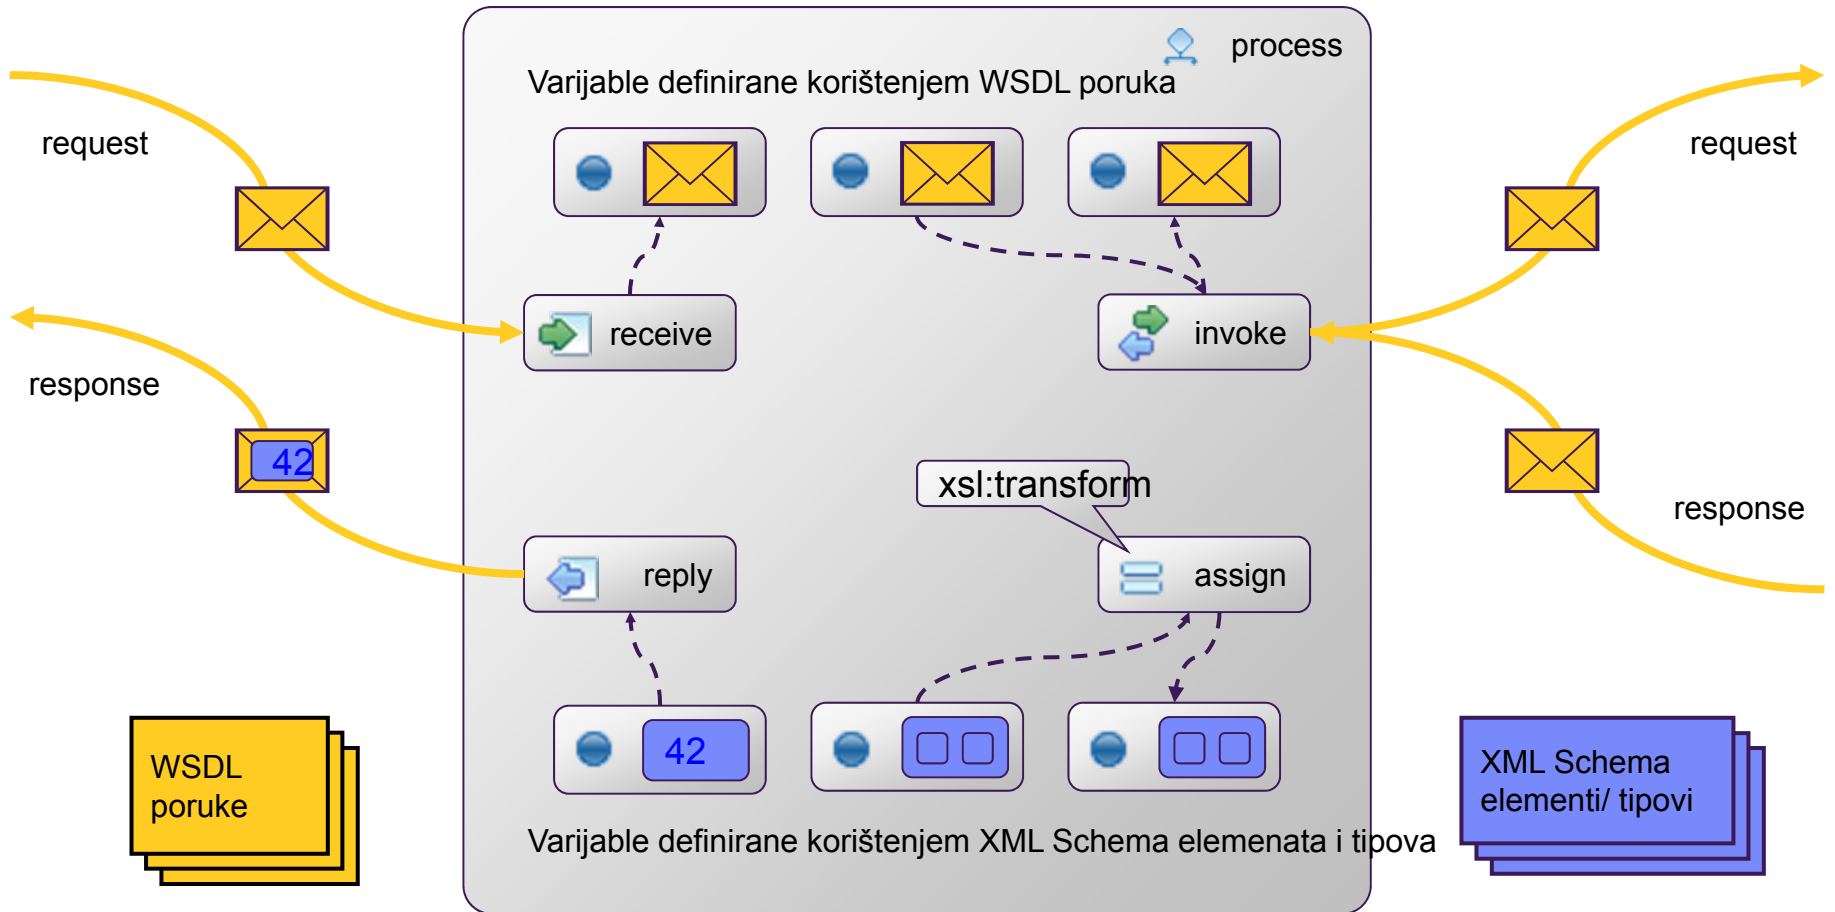 process
Varijable definirane korištenjem WSDL poruka
request
request
receive
invoke
response
42
xsl:transform
response
reply
assign
42
WSDL
poruke
XML Schema
elementi/ tipovi
Varijable definirane korištenjem XML Schema elemenata i tipova